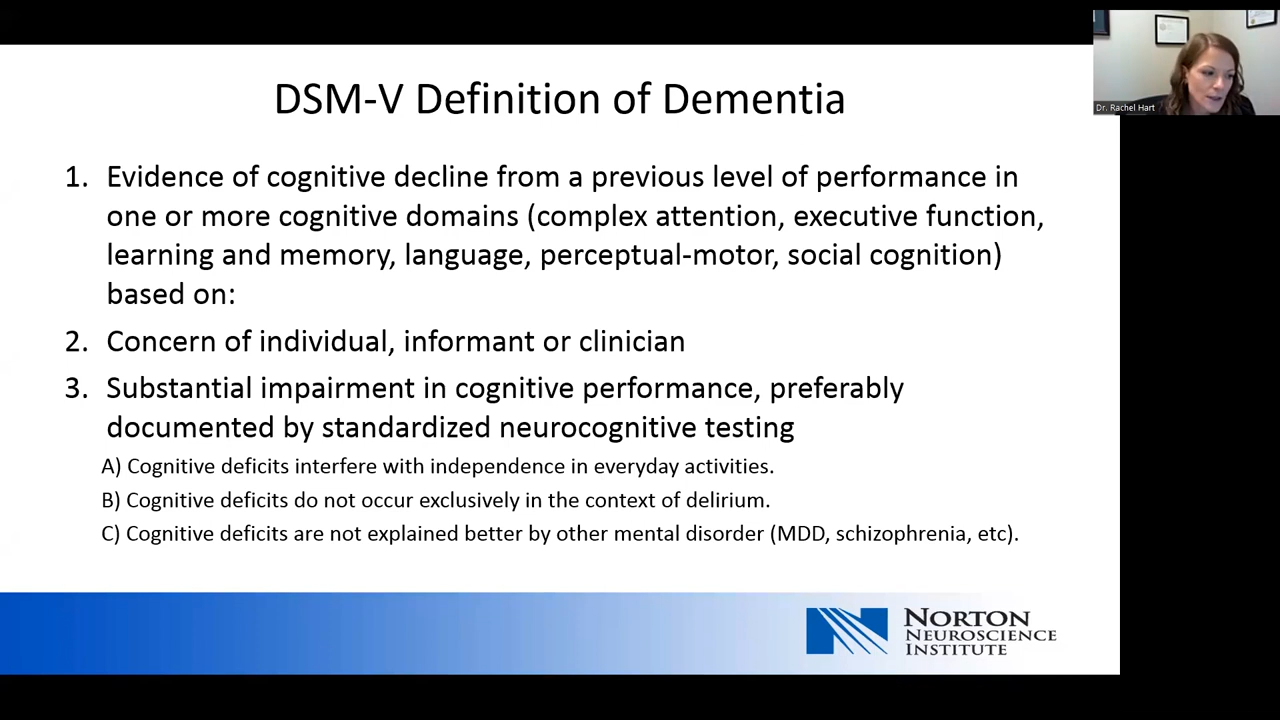 DSM-V Definition of Dementia
1. Evidence of cognitive decline from a previous level of performance in
one or more cognitive domains (complex attention, executive function,
learning and memory, language, perceptual-motor, social cognition)
based on:
2. Concern of individual, informant or clinician
3. Substantial impairment in cognitive performance, preferably
documented by standardized neurocognitive testing
A) Cognitive deficits interfere with independence in everyday activities.
B) Cognitive deficits do not occur exclusively in the context of delirium.
C) Cognitive deficits are not explained better by other mental disorder (MDD, schizophrenia, etc).
NORTON
NEUROSCIENCE
INSTITUTE
Dr. Rachel Hart